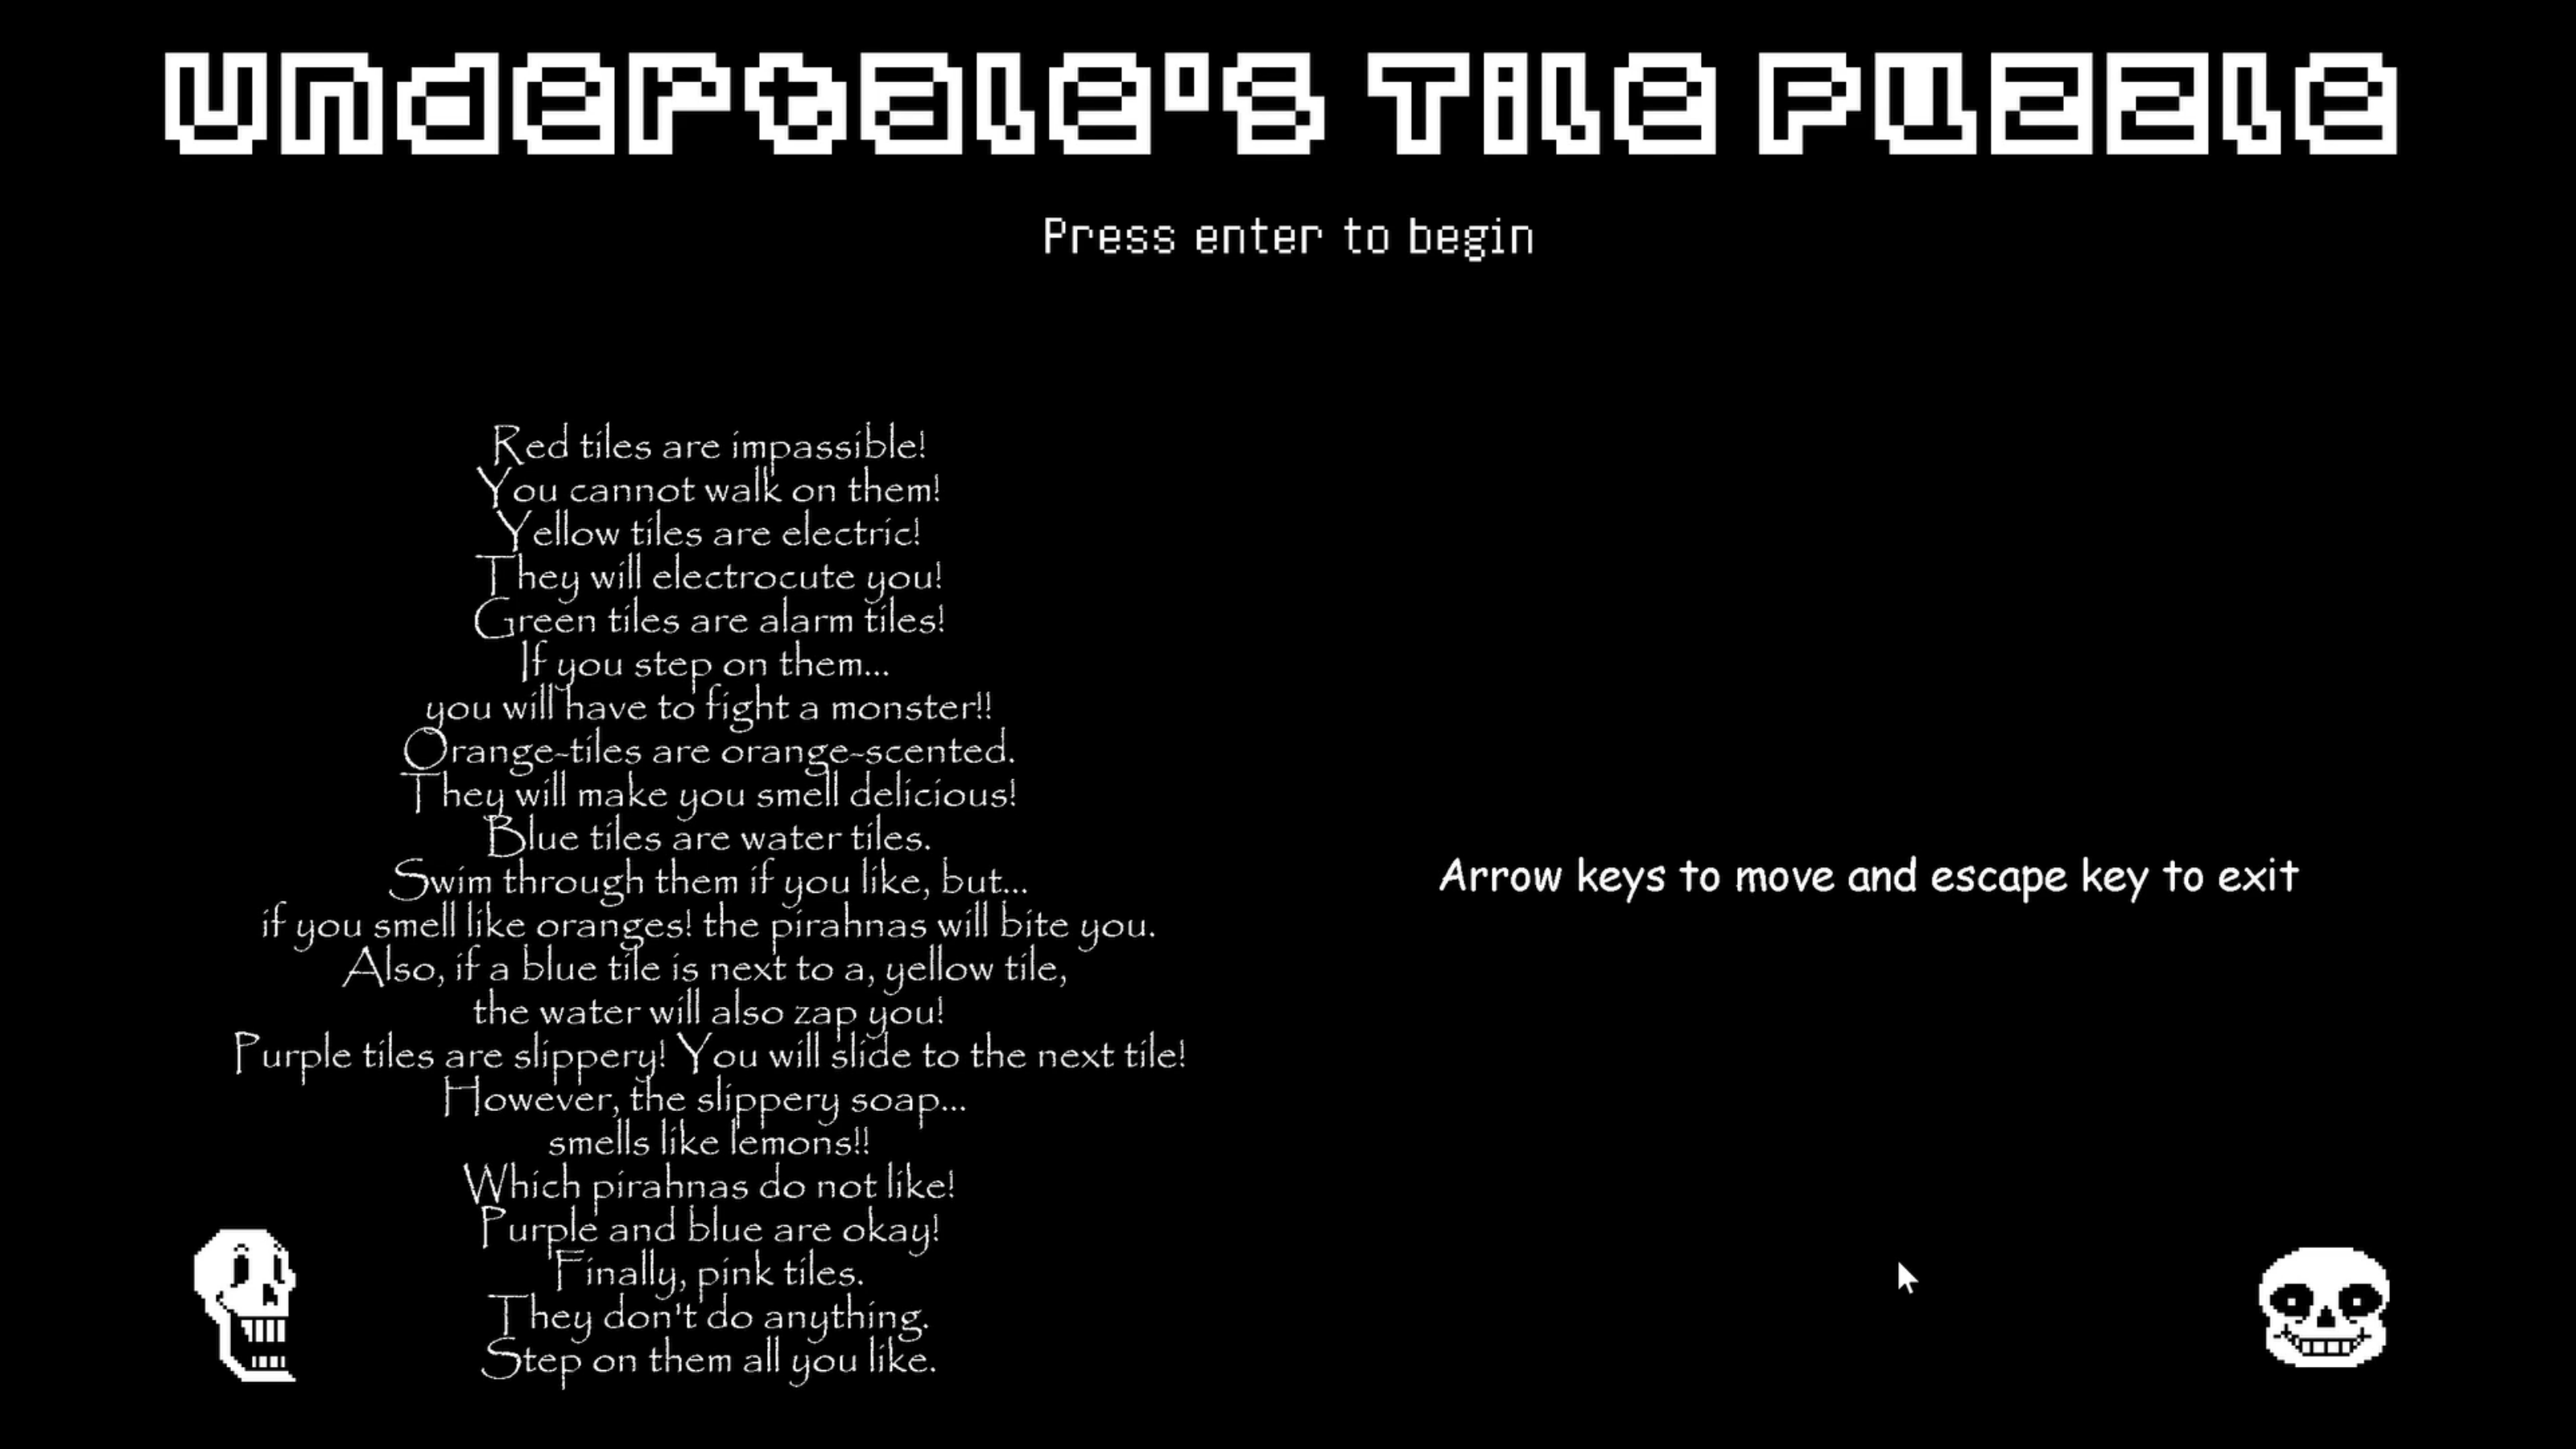 Undertale's Tile Puzzle
Press enter to begin
Red tiles are impassible!
You cannot walk on them!
Yellow tiles are electric!
They will electrocute you!
Green tiles are alarm tiles!
If you step on them...
you will have to fight a monster!!
Orange-tiles are orange-scented.
They will make you smell delicious!
Blue tiles are water tiles.
Swim through them if you like, but...
if you smell like oranges! the pirahnas will bite you.
Also, if a blue tile is next to a, yellow tile,
the water will also zap you!
Purple tiles are slippery! You will slide to the next tile!
However, the slippery soap...
smells like lemons!!
Which pirahnas do not like!
Purple and blue are okay!
Finally, pink tiles.
They don't do anything.
Step on them all you like.
Arrow keys to move and escape key to exit